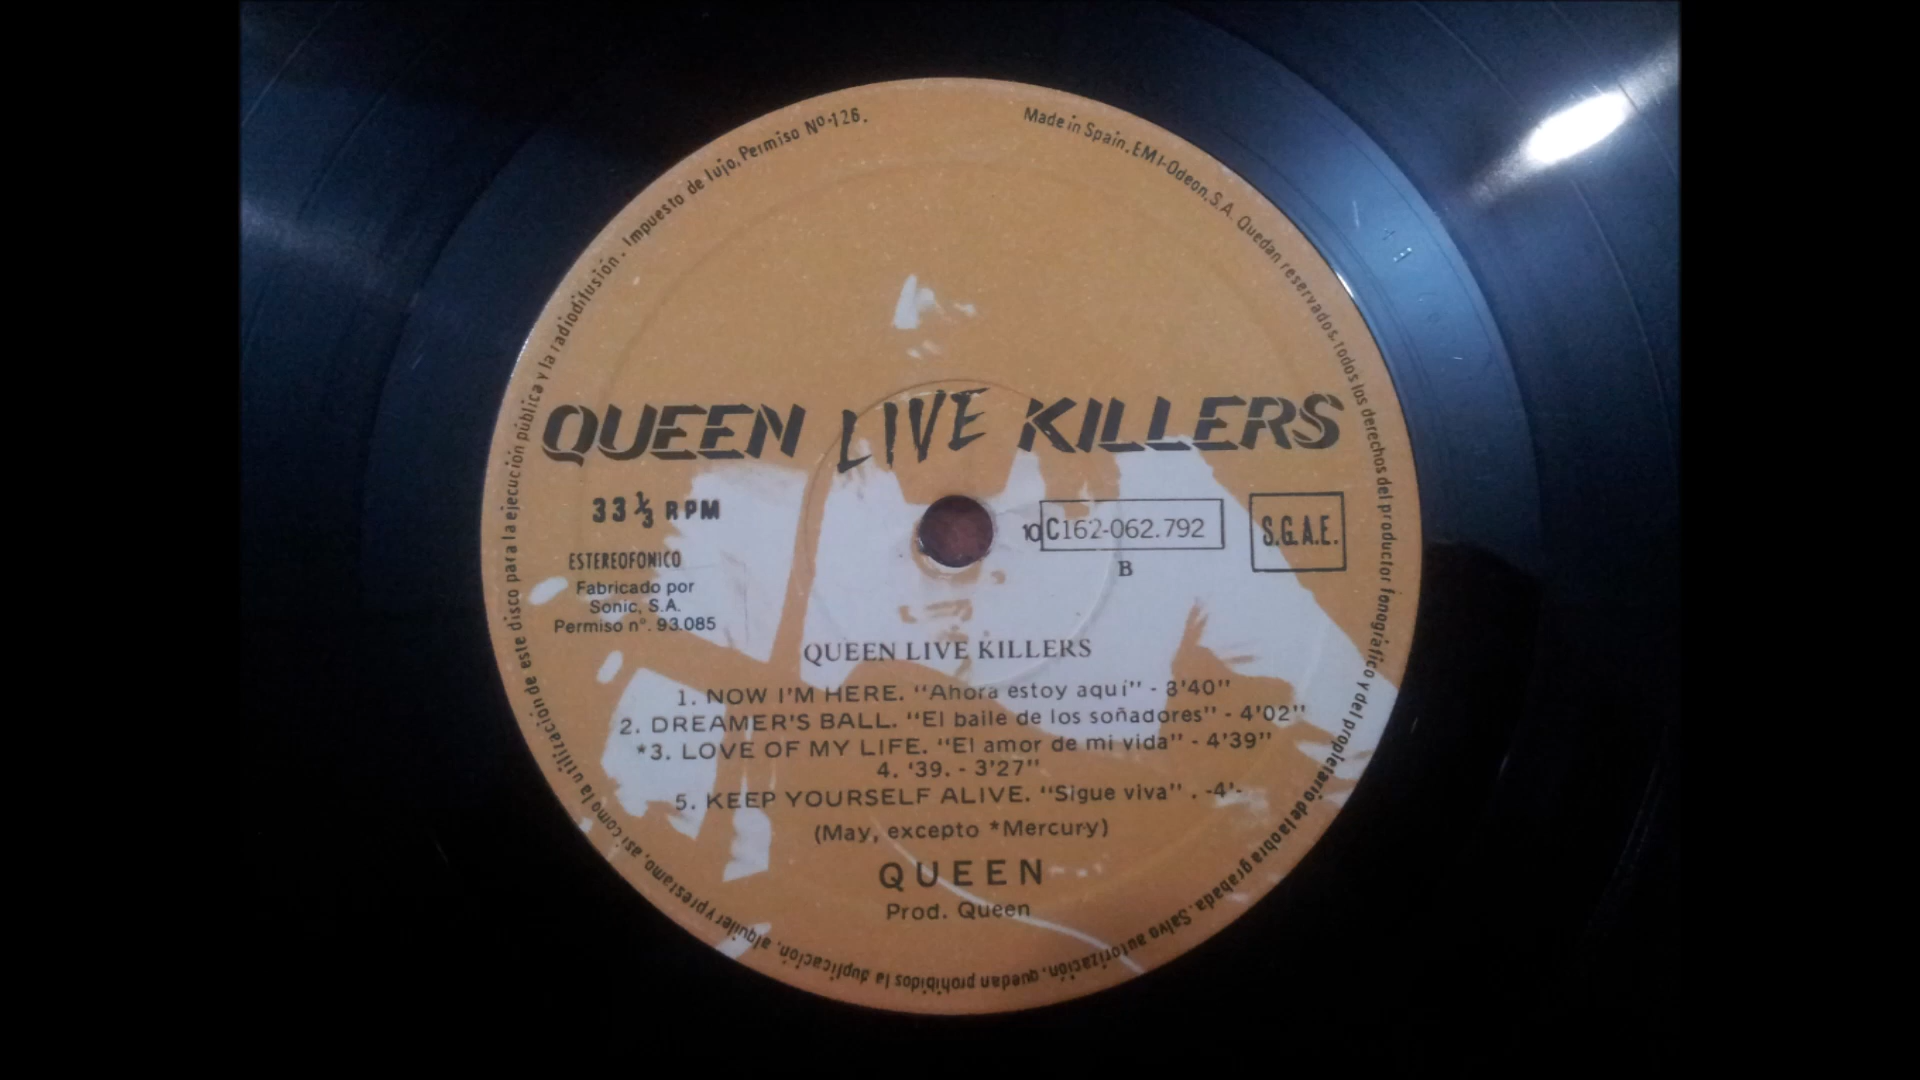 Impuesto de lujo. Permiso Nº-126.
Made in Spain. EMI-Odeon, S.A. Quedan reservados, todos los derechos del productor fonográfico y del propietario de la obra grabada. Salvo autorización, quedan prohibidos la duplicación, alquiler y prestamo, asi como la utilización de este disco para la ejecución pública y la radiodifusión.
QUEEN LIVE KILLERS
33 1/3 RPM
10C162-062.792
S.G.A.E.
B
ESTEREOFONICO
Fabricado por
Sonic, S.A.
Permiso nº. 93.085
QUEEN LIVE KILLERS
1. NOW I'M HERE. "Ahora estoy aquí" - 8'40"
2. DREAMER'S BALL. "El baile de los soñadores" - 4'02"
*3. LOVE OF MY LIFE. "El amor de mi vida" - 4'39"
4. '39. - 3'27"
5. KEEP YOURSELF ALIVE. "Sigue viva". -4'-
(May, excepto *Mercury)
QUEEN
Prod. Queen